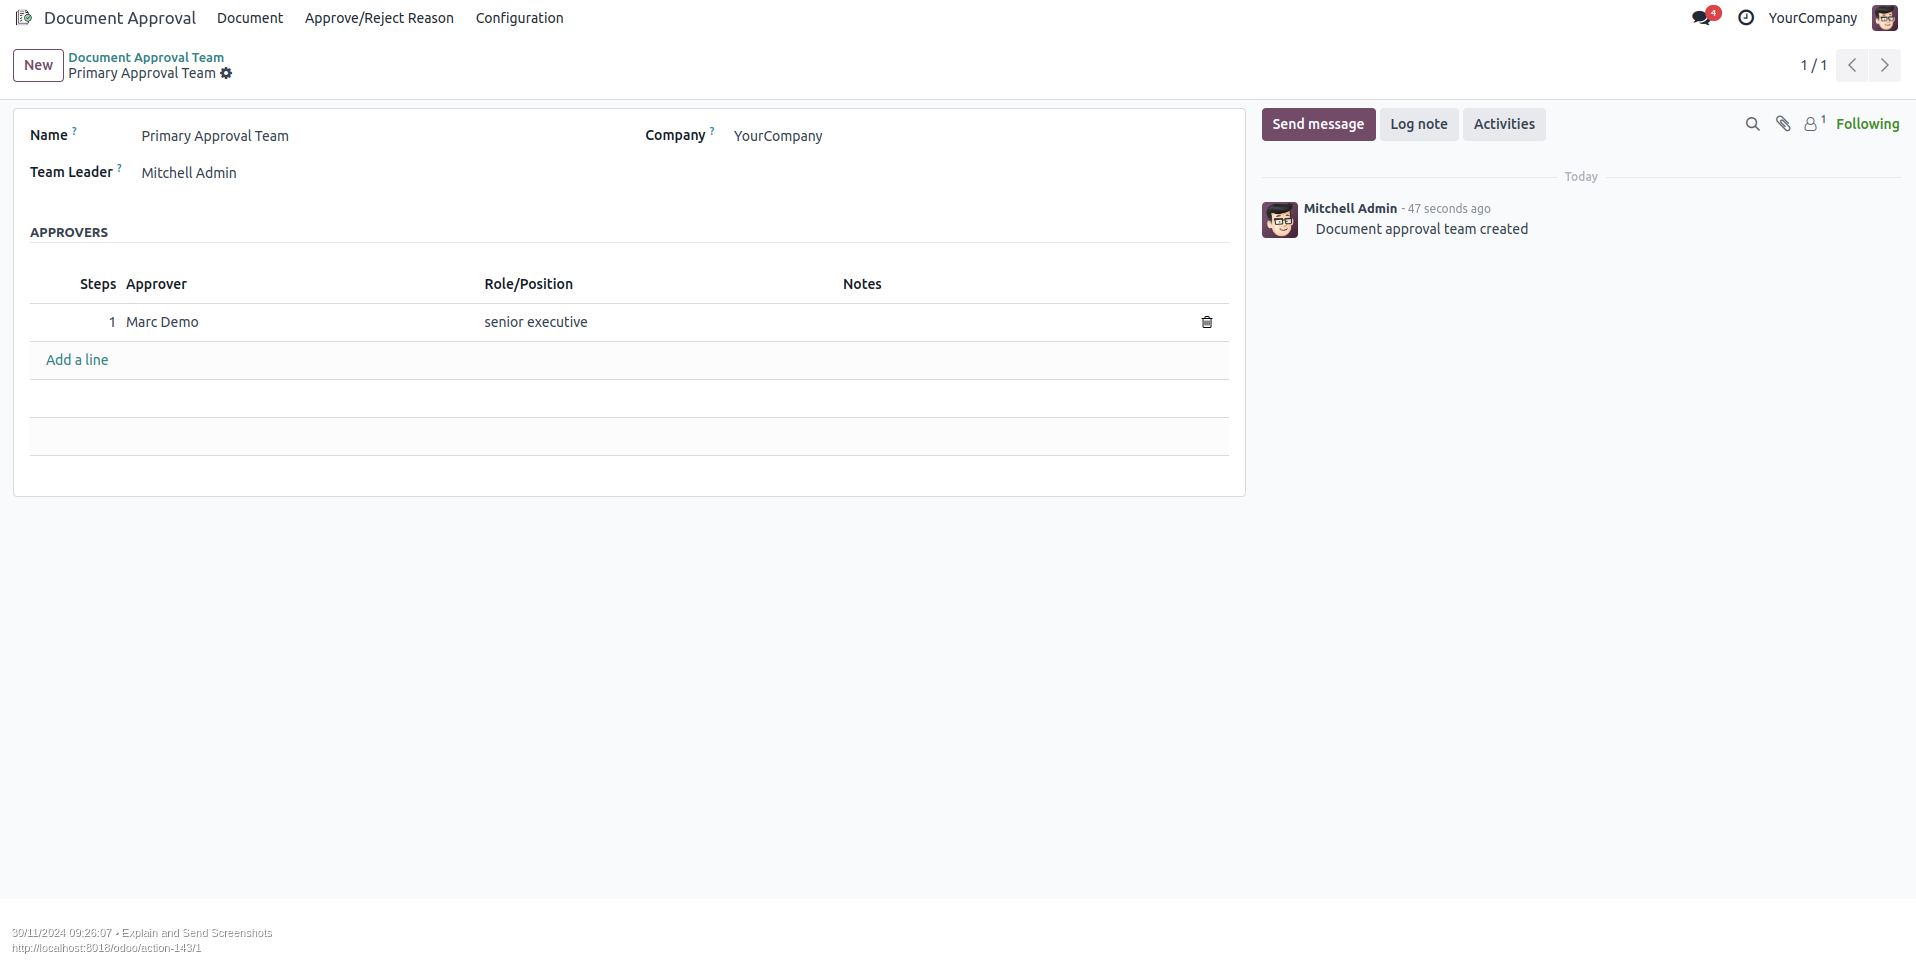 Document Approval Document Approve/Reject Reason Configuration 4 YourCompany
New Document Approval Team
Primary Approval Team 1 / 1
Name ? Primary Approval Team Company ? YourCompany
Team Leader ? Mitchell Admin
APPROVERS
Steps Approver Role/Position Notes
1 Marc Demo senior executive
Add a line
Send message Log note Activities 1 Following
Today
Mitchell Admin - 47 seconds ago
Document approval team created
30/11/2024 09:26:07 • Explain and Send Screenshots
http://localhost:8018/odoo/action-143/1